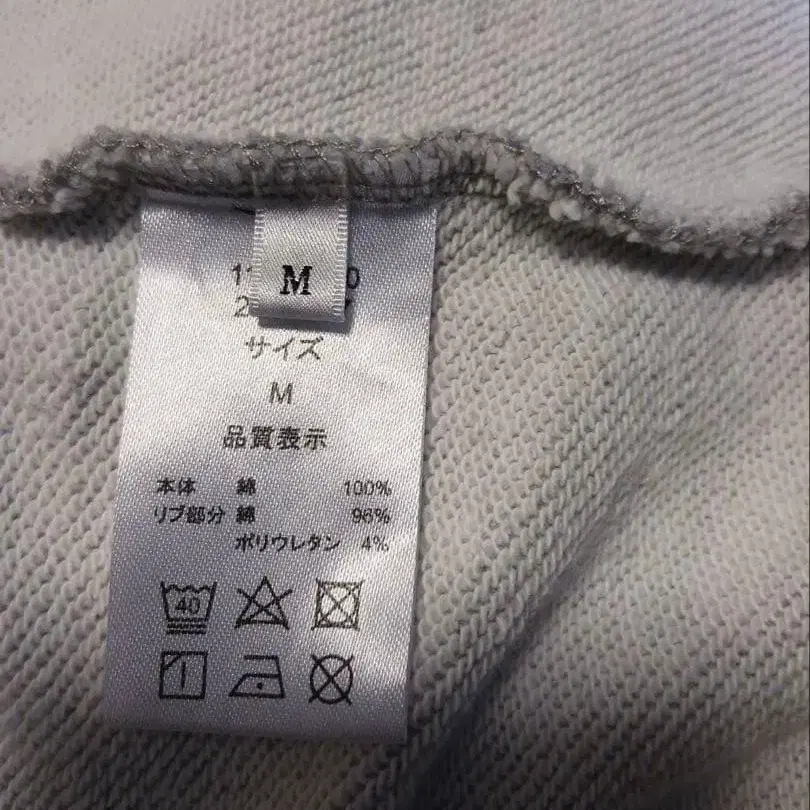 M
サイズ
M
品質表示
本体 綿 100%
リブ部分 綿 96%
ポリウレタン 4%
40